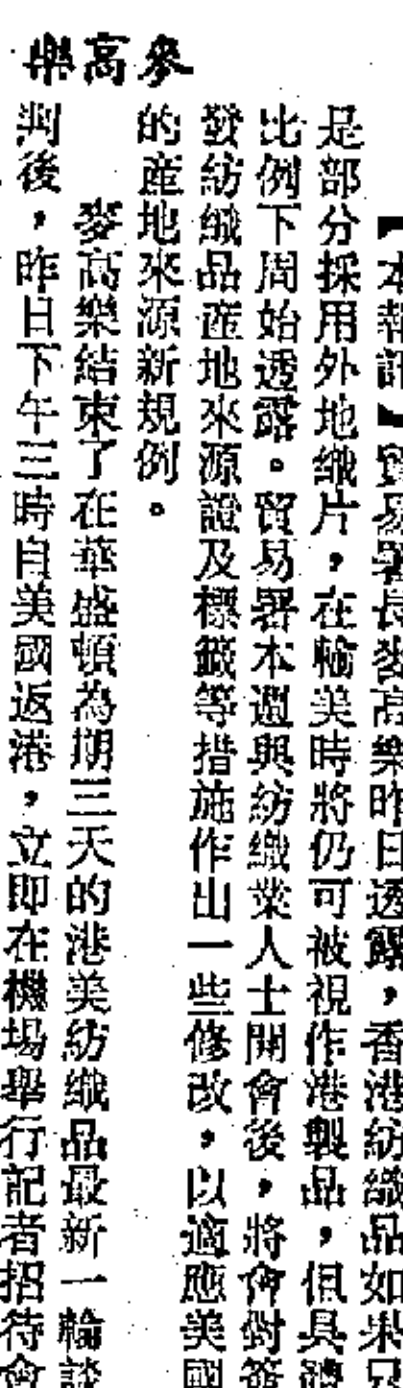 麥高樂
【本報訊】貿易署長麥高樂昨日透露，香港紡織品如果只
是部分採用外地織片，在輸美時將仍可被視作港製品，但具體
比例下周始透露。貿易署本週與紡織業人士開會後，將會對簽
發紡織品產地來源證及標籤等措施作出一些修改，以適應美國
的產地來源新規例。
麥高樂結束了在華盛頓為期三天的港美紡織品最新一輪談
判後，昨日下午三時自美國返港，立即在機場舉行記者招待會